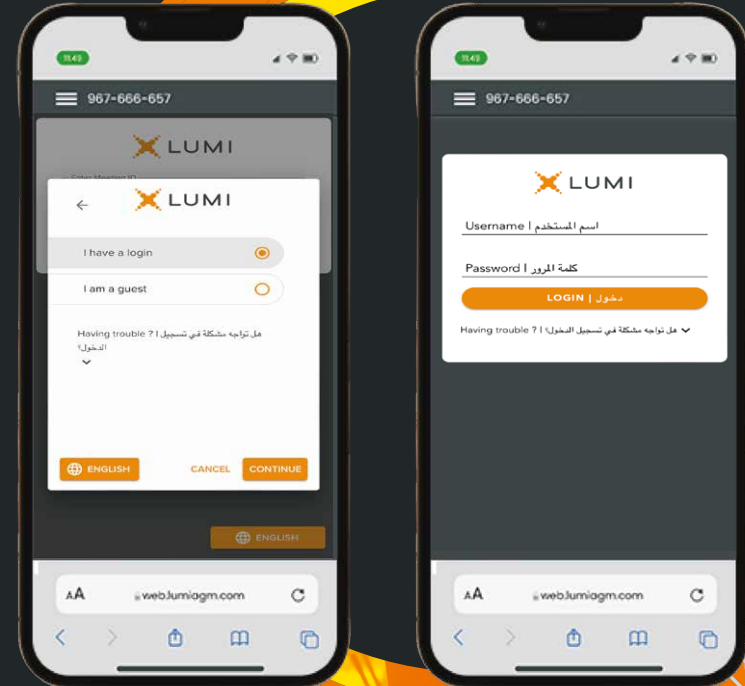 11:49
967-666-657
LUMI
Enter Meeting ID
LUMI
I have a login
I am a guest
Having trouble ? | هل تواجه مشكلة في تسجيل
الدخول؟
ENGLISH
CANCEL
CONTINUE
ENGLISH
AA
web.lumiagm.com
11:49
967-666-657
LUMI
Username | اسم المستخدم
Password | كلمة المرور
LOGIN | دخول
Having trouble ? | هل تواجه مشكلة في تسجيل الدخول؟
AA
web.lumiagm.com